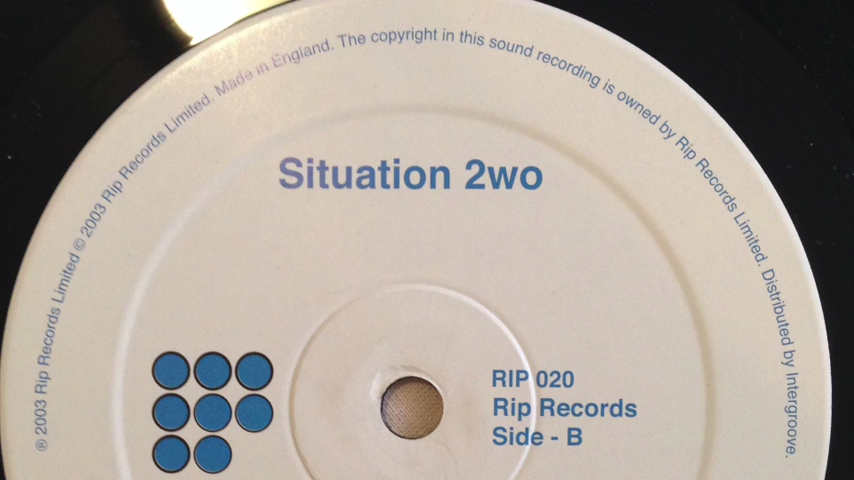 ℗ 2003 Rip Records Limited © 2003 Rip Records Limited. Made in England. The copyright in this sound recording is owned by Rip Records Limited. Distributed by Intergroove.
Situation 2wo
RIP 020
Rip Records
Side - B